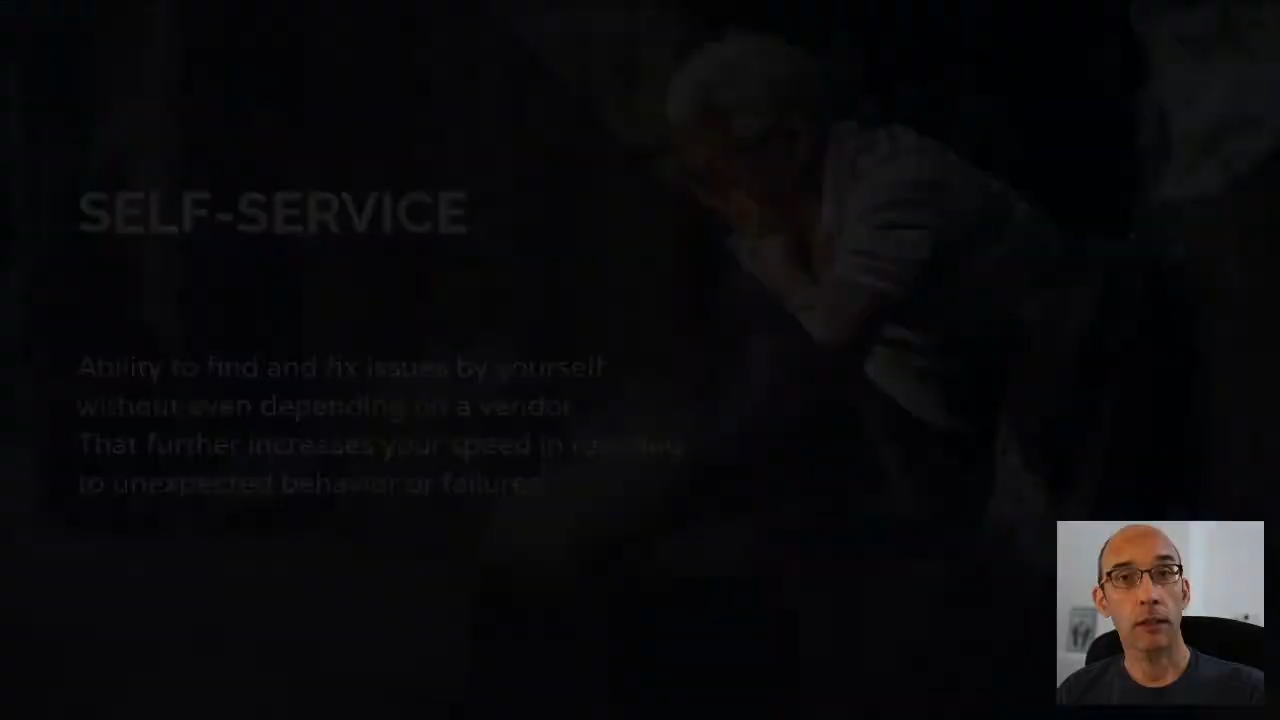 SELF-SERVICE
Ability to find and fix issues by yourself
without even depending on a vendor
That further increases your speed in
to unexpected behavior or failures